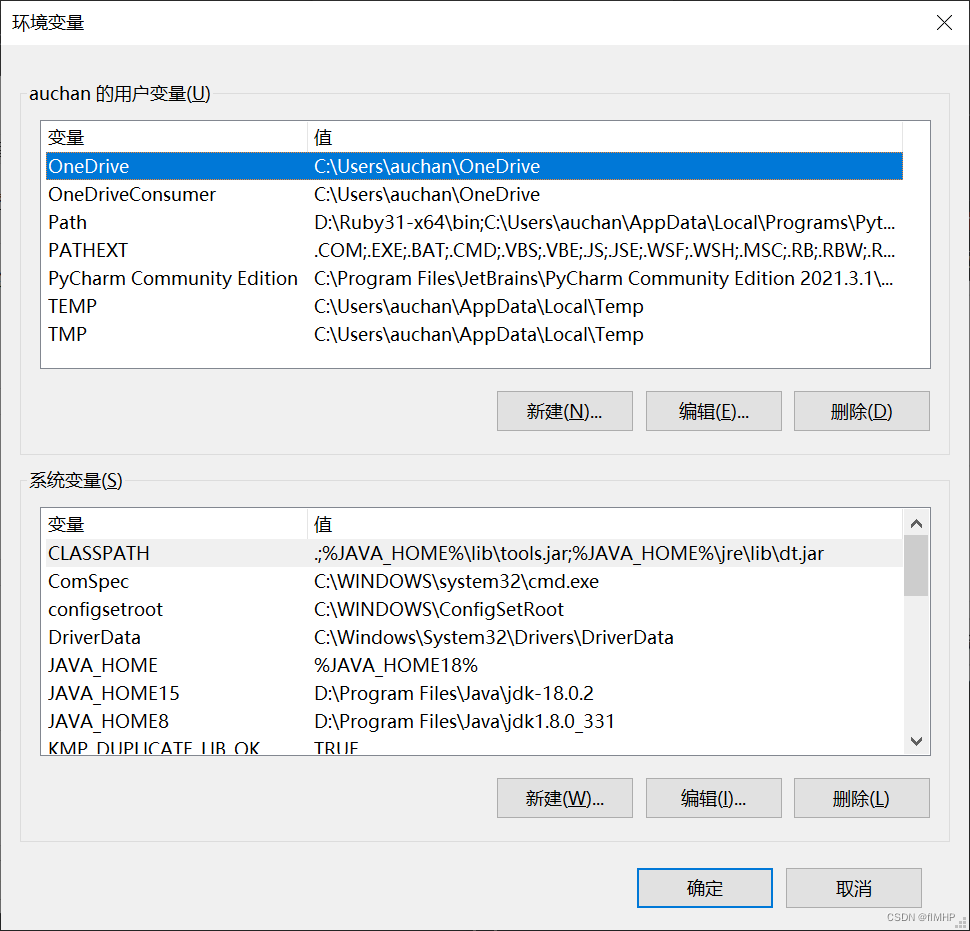 环境变量
auchan 的用户变量(U)
变量 值
OneDrive C:\Users\auchan\OneDrive
OneDriveConsumer C:\Users\auchan\OneDrive
Path D:\Ruby31-x64\bin;C:\Users\auchan\AppData\Local\Programs\Pyt...
PATHEXT .COM;.EXE;.BAT;.CMD;.VBS;.VBE;.JS;.JSE;.WSF;.WSH;.MSC;.RB;.RBW;.R...
PyCharm Community Edition C:\Program Files\JetBrains\PyCharm Community Edition 2021.3.1\...
TEMP C:\Users\auchan\AppData\Local\Temp
TMP C:\Users\auchan\AppData\Local\Temp
新建(N)... 编辑(E)... 删除(D)
系统变量(S)
变量 值
CLASSPATH .;%JAVA_HOME%\lib\tools.jar;%JAVA_HOME%\jre\lib\dt.jar
ComSpec C:\WINDOWS\system32\cmd.exe
configsetroot C:\WINDOWS\ConfigSetRoot
DriverData C:\Windows\System32\Drivers\DriverData
JAVA_HOME %JAVA_HOME18%
JAVA_HOME15 D:\Program Files\Java\jdk-18.0.2
JAVA_HOME8 D:\Program Files\Java\jdk1.8.0_331
KMP_DUPLICATE_LIB_OK TRUE
新建(W)... 编辑(I)... 删除(L)
确定 取消
CSDN @flMHP